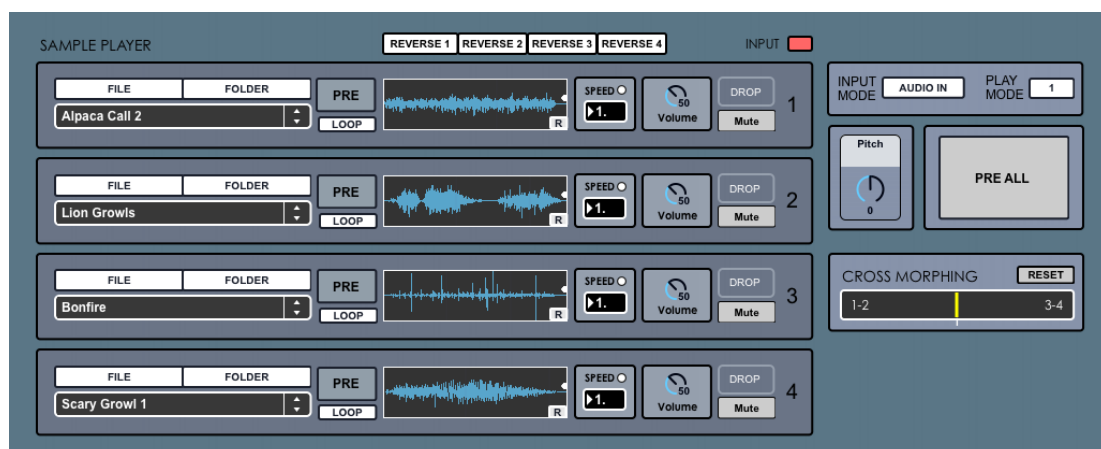 SAMPLE PLAYER
REVERSE 1 REVERSE 2 REVERSE 3 REVERSE 4
INPUT
FILE FOLDER
Alpaca Call 2
PRE
LOOP
R
SPEED
1.
50
Volume
DROP
Mute
1
FILE FOLDER
Lion Growls
PRE
LOOP
R
SPEED
1.
50
Volume
DROP
Mute
2
FILE FOLDER
Bonfire
PRE
LOOP
R
SPEED
1.
50
Volume
DROP
Mute
3
FILE FOLDER
Scary Growl 1
PRE
LOOP
R
SPEED
1.
50
Volume
DROP
Mute
4
INPUT
MODE
AUDIO IN
PLAY
MODE
1
Pitch
0
PRE ALL
CROSS MORPHING
RESET
1-2 3-4